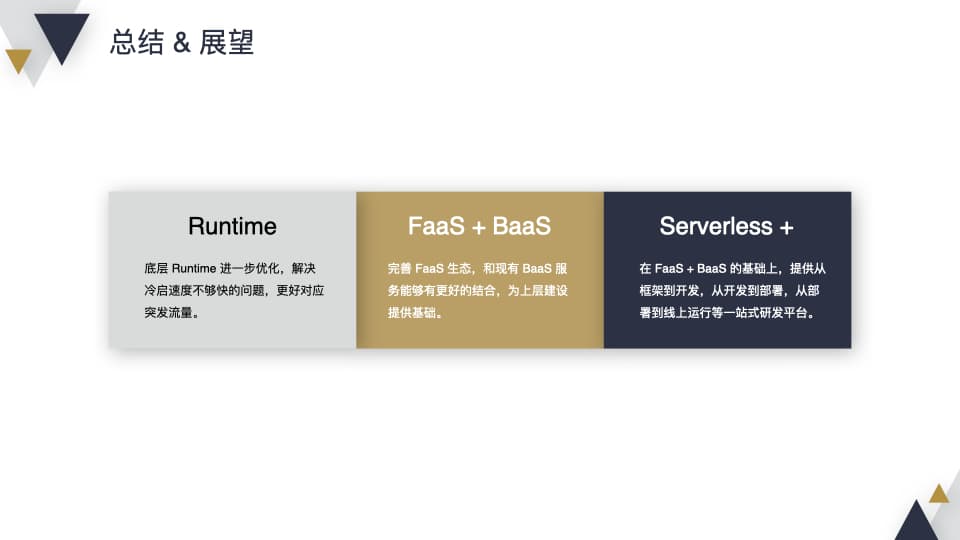 总结 & 展望
Runtime
底层 Runtime 进一步优化，解决
冷启速度不够快的问题，更好对应
突发流量。
FaaS + BaaS
完善 FaaS 生态，和现有 BaaS 服
务能够有更好的结合，为上层建设
提供基础。
Serverless +
在 FaaS + BaaS 的基础上，提供从
框架到开发，从开发到部署，从部
署到线上运行等一站式研发平台。